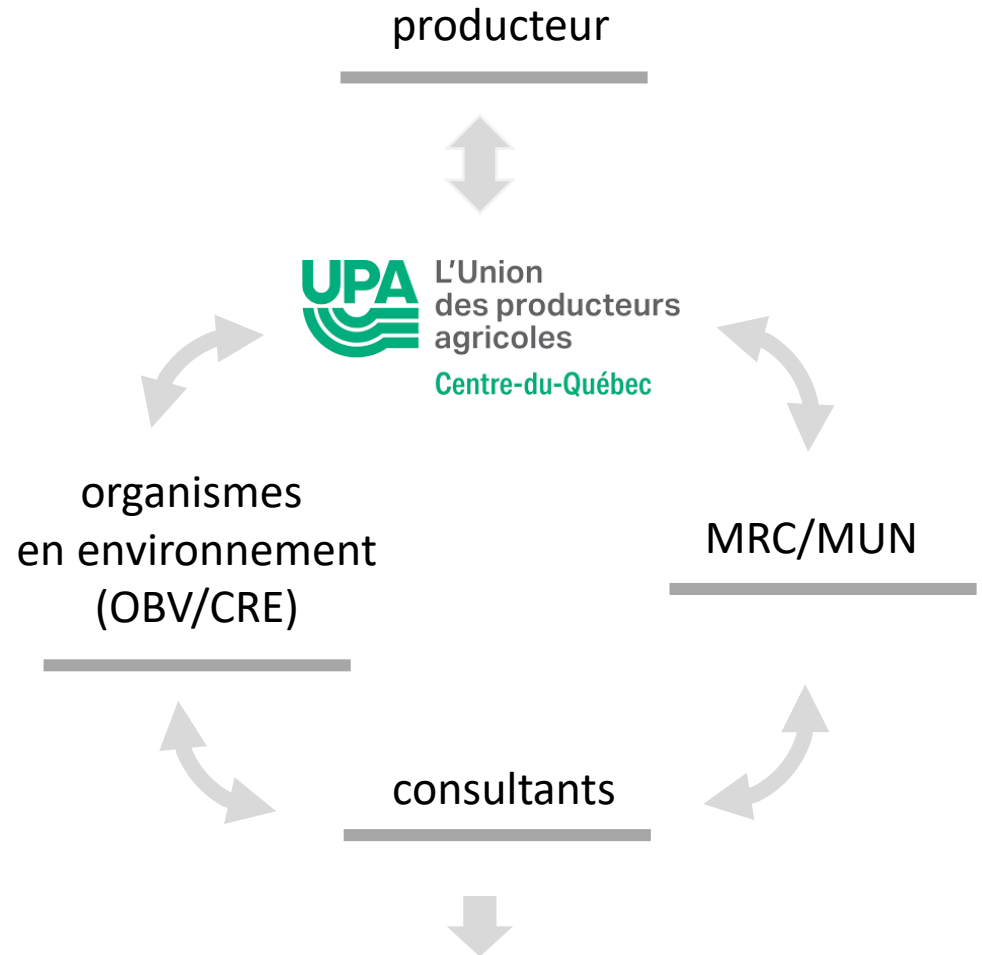 producteur
UPA
L'Union
des producteurs
agricoles
Centre-du-Québec
organismes
en environnement
(OBV/CRE)
MRC/MUN
consultants